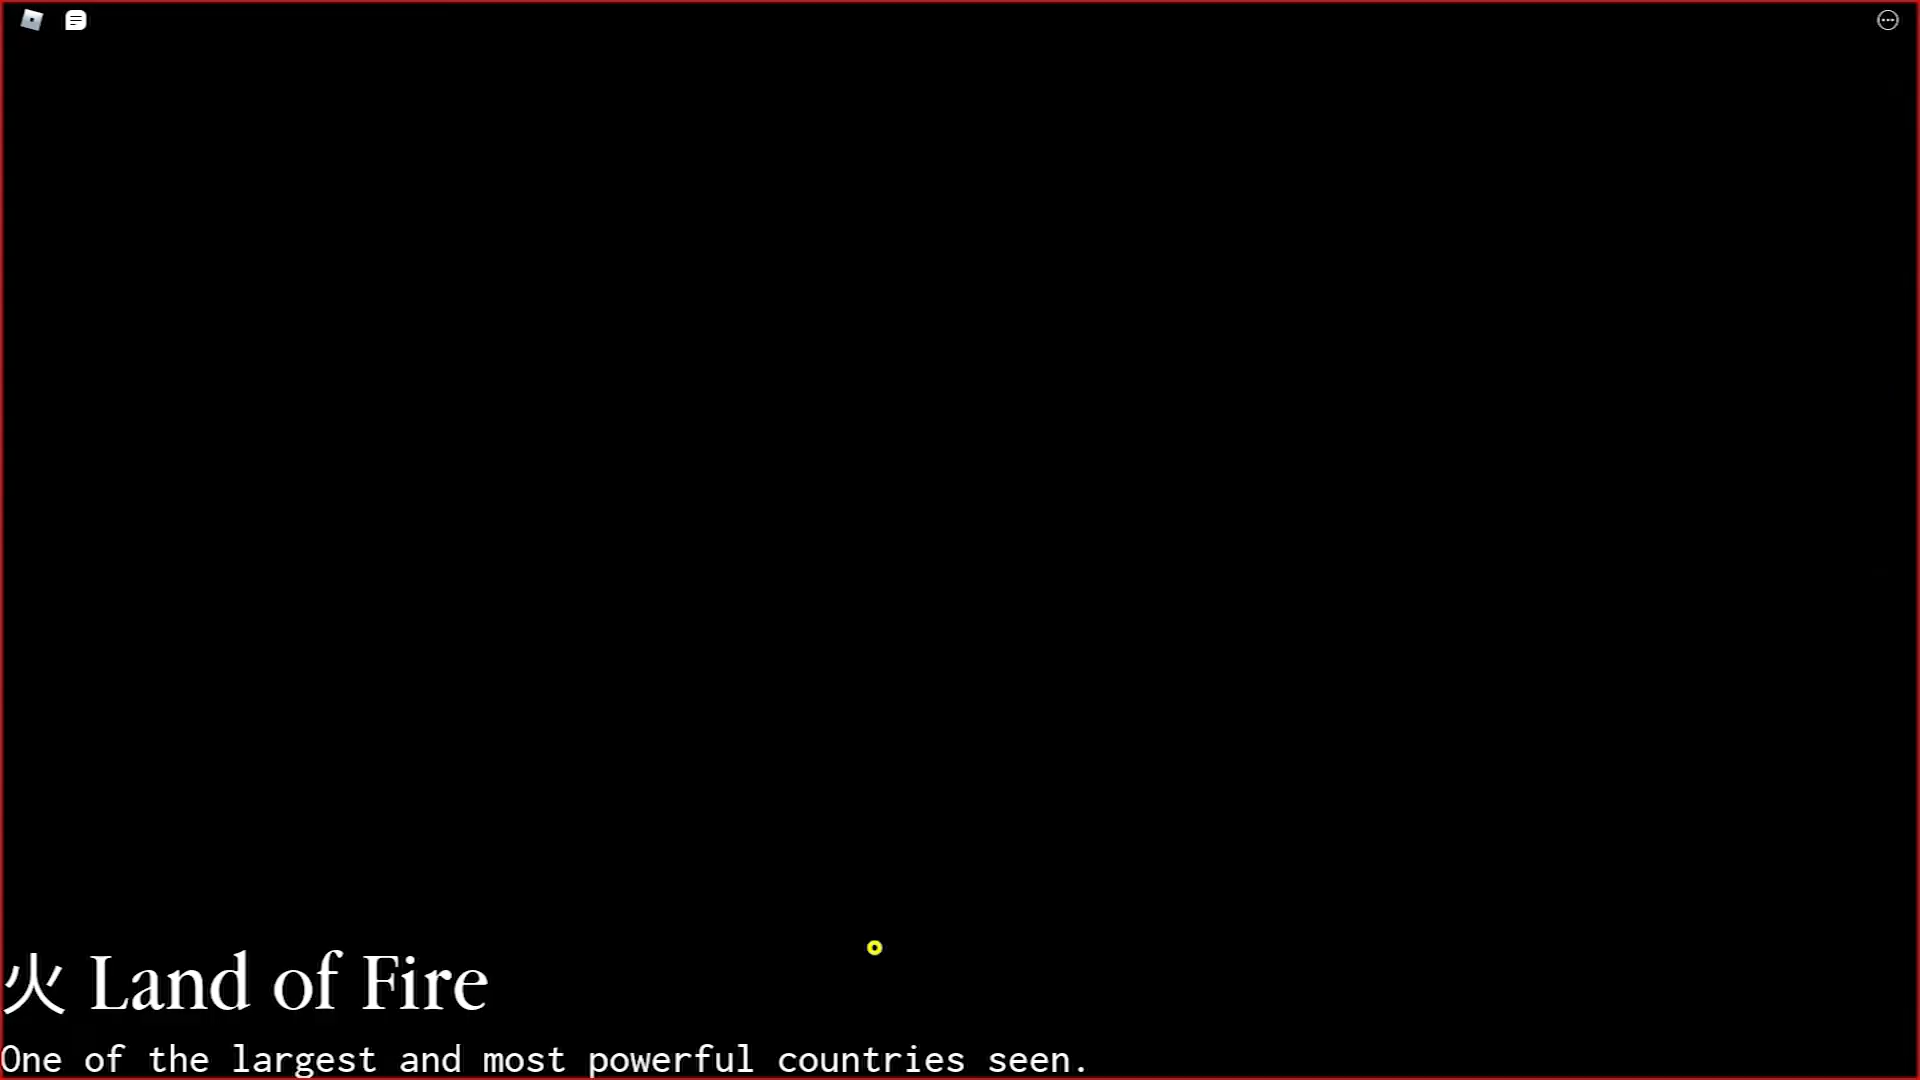 火 Land of Fire
One of the largest and most powerful countries seen.